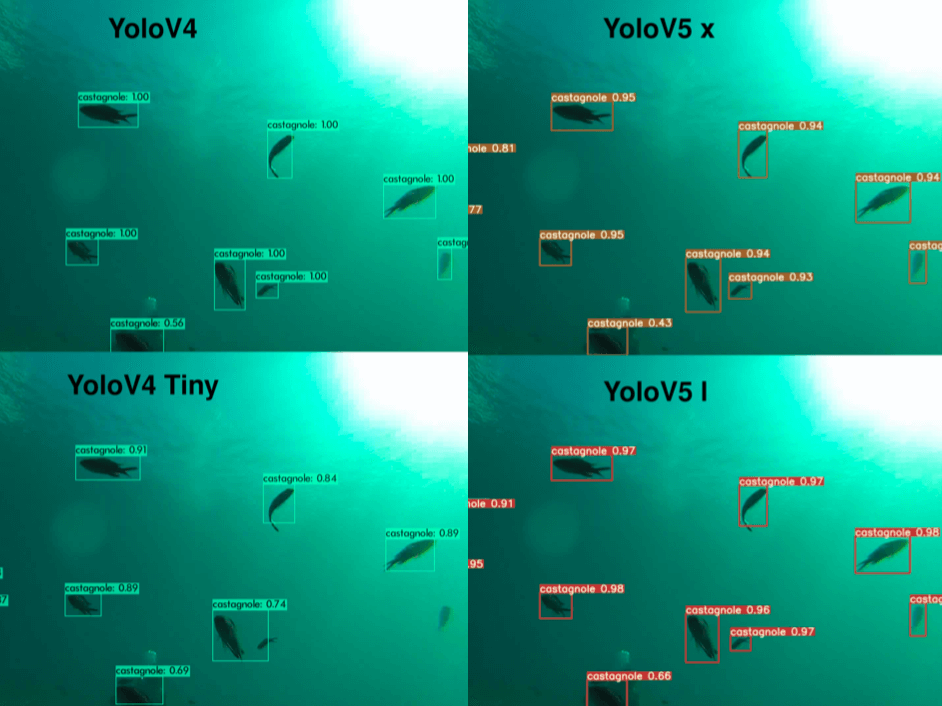 YoloV4
castagnole: 1.00
castagnole: 1.00
castagnole: 1.00
castagnole: 1.00
castagnole: 1.00
castagnole: 1.00
castag
castagnole: 0.56
YoloV5 x
castagnole 0.95
castagnole 0.94
nole 0.81
castagnole 0.94
77
castagnole 0.95
castag
castagnole 0.94
castagnole 0.93
castagnole 0.43
YoloV4 Tiny
castagnole: 0.91
castagnole: 0.84
castagnole: 0.89
castagnole: 0.89
castagnole: 0.74
castagnole: 0.69
YoloV5 l
castagnole 0.97
castagnole 0.97
nole 0.91
castagnole 0.98
.95
castagnole 0.98
castag
castagnole 0.96
castagnole 0.97
castagnole 0.66